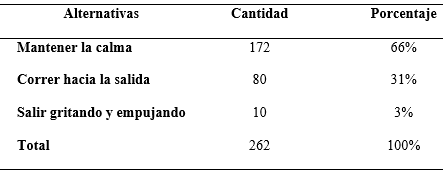 Alternativas Cantidad Porcentaje
Mantener la calma 172 66%
Correr hacia la salida 80 31%
Salir gritando y empujando 10 3%
Total 262 100%